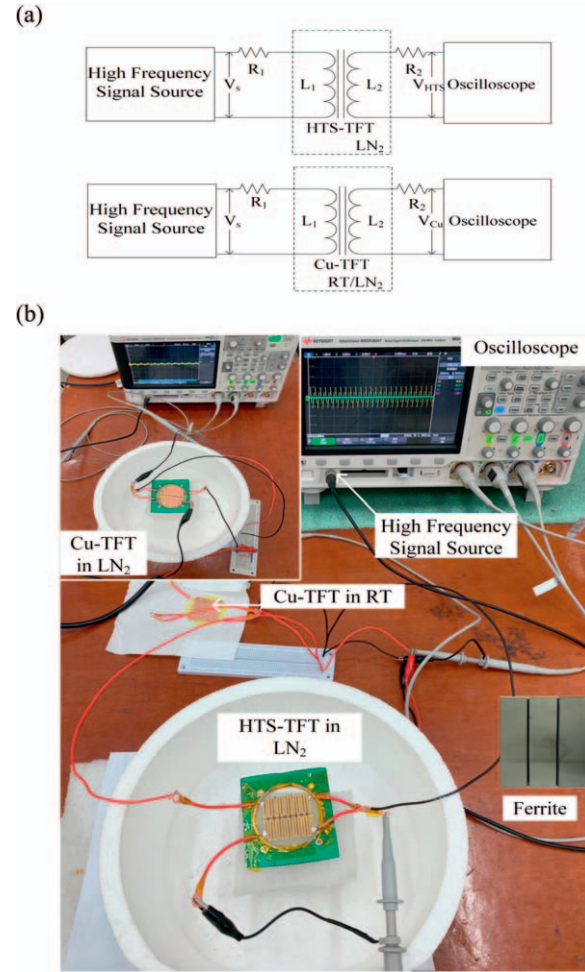 (a)
High Frequency
Signal Source
Vs
R1
L1
L2
HTS-TFT
LN2
R2
VHTS
Oscilloscope
High Frequency
Signal Source
Vs
R1
L1
L2
Cu-TFT
RT/LN2
R2
VCu
Oscilloscope
(b)
Oscilloscope
KEYSIGHT
High Frequency
Signal Source
Cu-TFT
in LN2
Cu-TFT in RT
HTS-TFT in
LN2
Ferrite